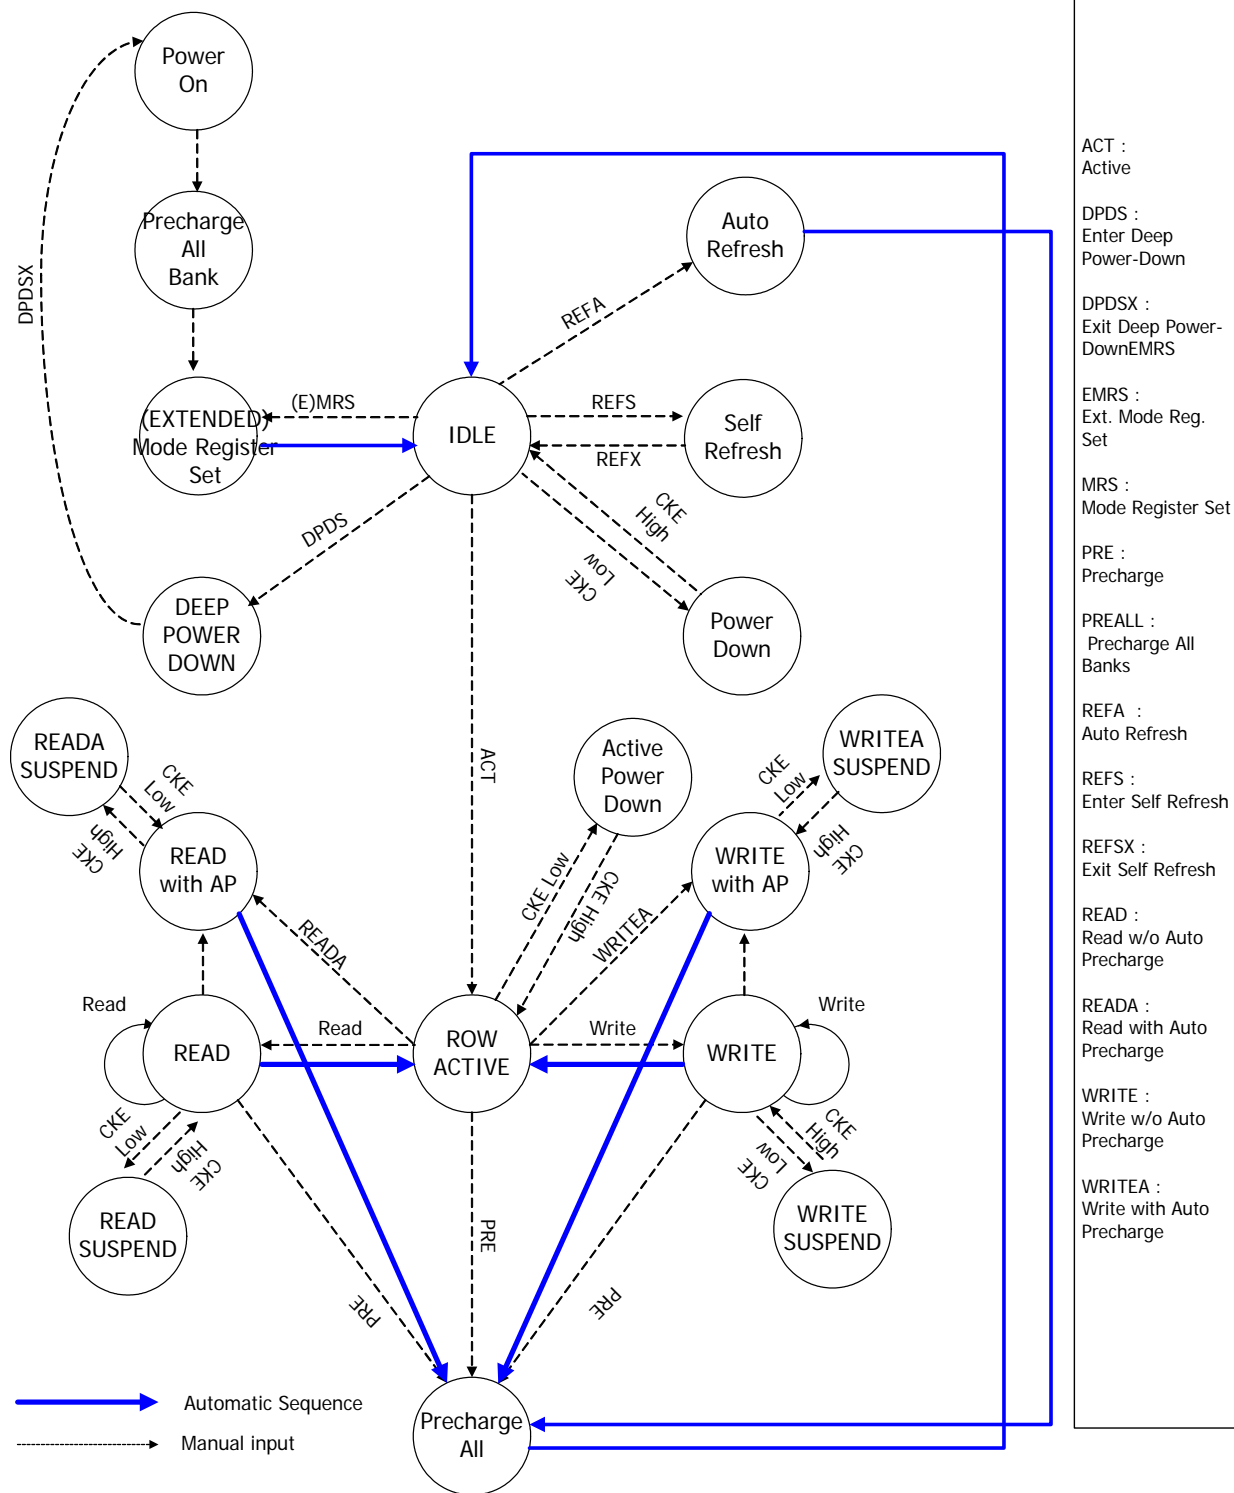 Power
On
Precharge
All
Bank
DPDSX
Auto
Refresh
REFA
(EXTENDED)
Mode Register
Set
(E)MRS
IDLE
REFS
REFX
Self
Refresh
DPDS
CKE
High
CKE
Low
DEEP
POWER
DOWN
Power
Down
READA
SUSPEND
CKE
Low
CKE
High
ACT
Active
Power
Down
WRITEA
SUSPEND
CKE
Low
CKE
High
READ
with AP
WRITE
with AP
READA
CKE Low
CKE High
WRITEA
Read
READ
Read
ROW
ACTIVE
Write
WRITE
Write
CKE
Low
CKE
High
CKE
High
CKE
Low
READ
SUSPEND
WRITE
SUSPEND
PRE
PRE
PRE
Precharge
All
Automatic Sequence
Manual input
ACT :
Active
DPDS :
Enter Deep
Power-Down
DPDSX :
Exit Deep Power-
DownEMRS
EMRS :
Ext. Mode Reg.
Set
MRS :
Mode Register Set
PRE :
Precharge
PREALL :
Precharge All
Banks
REFA :
Auto Refresh
REFS :
Enter Self Refresh
REFSX :
Exit Self Refresh
READ :
Read w/o Auto
Precharge
READA :
Read with Auto
Precharge
WRITE :
Write w/o Auto
Precharge
WRITEA :
Write with Auto
Precharge